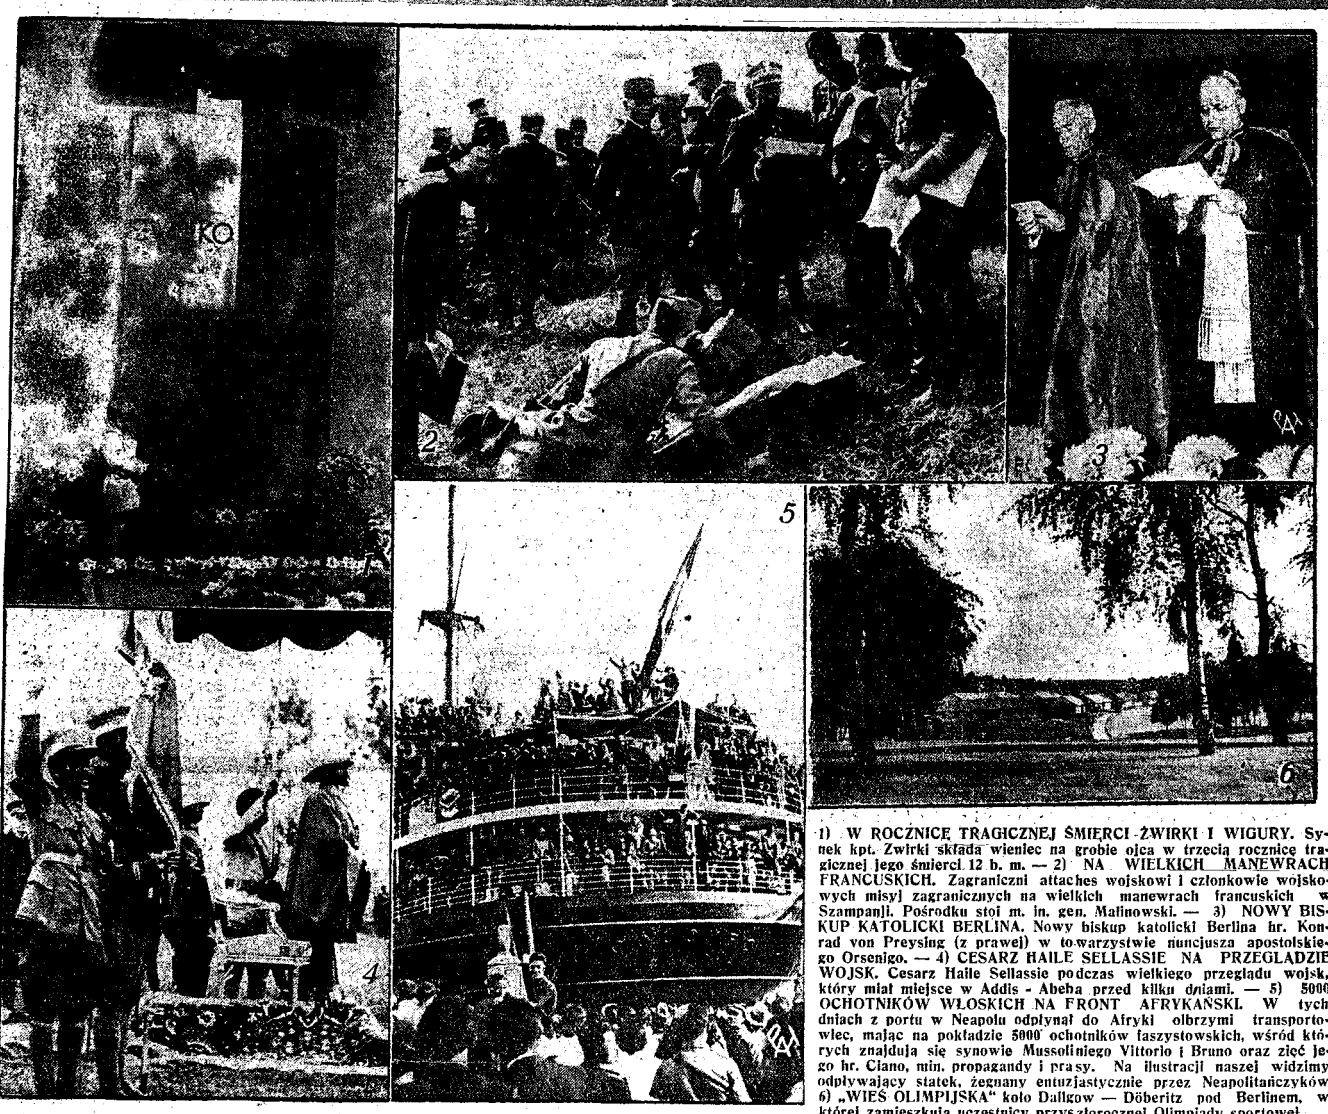 KO
2
3
4
5
6
1) W ROCZNICĘ TRAGICZNEJ ŚMIERCI ŻWIRKI I WIGURY. Sy-
nek kpt. Żwirki składa wieniec na grobie ojca w trzecią rocznicę tra-
gicznej jego śmierci 12 b. m. — 2) NA WIELKICH MANEWRACH
FRANCUSKICH. Zagraniczni attaches wojskowi i członkowie wojsko-
wych misyj zagranicznych na wielkich manewrach francuskich w
Szampanji. Pośrodku stoi m. in. gen. Malinowski. — 3) NOWY BIS-
KUP KATOLICKI BERLINA. Nowy biskup katolicki Berlina hr. Kon-
rad von Preysing (z prawej) w towarzystwie nuncjusza apostolskie-
go Orsenigo. — 4) CESARZ HAILE SELLASSIE NA PRZEGLĄDZIE
WOJSK. Cesarz Haile Sellassie podczas wielkiego przeglądu wojsk,
który miał miejsce w Addis - Abeba przed kilku dniami. — 5) 5000
OCHOTNIKÓW WŁOSKICH NA FRONT AFRYKAŃSKI. W tych
dniach z portu w Neapolu odpłynął do Afryki olbrzymi transporto-
wiec, mając na pokładzie 5000 ochotników faszystowskich, wśród któ-
rych znajdują się synowie Mussoliniego Vittorio i Bruno oraz zięć je-
go hr. Ciano, min. propagandy i prasy. Na ilustracji naszej widzimy
odpływający statek, żegnany entuzjastycznie przez Neapolitańczyków
6) „WIEŚ OLIMPIJSKA" koło Dallgow — Döberitz pod Berlinem, w
której zamieszkują uczestnicy przyszłorocznej Olimpjady sportowej